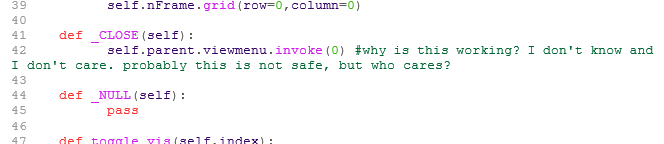 39 self.nFrame.grid(row=0,column=0)
40
41 def _CLOSE(self):
42 self.parent.viewmenu.invoke(0) #why is this working? I don't know and
I don't care. probably this is not safe, but who cares?
43
44 def _NULL(self):
45 pass
46
47 def toggle_vis(self,index):